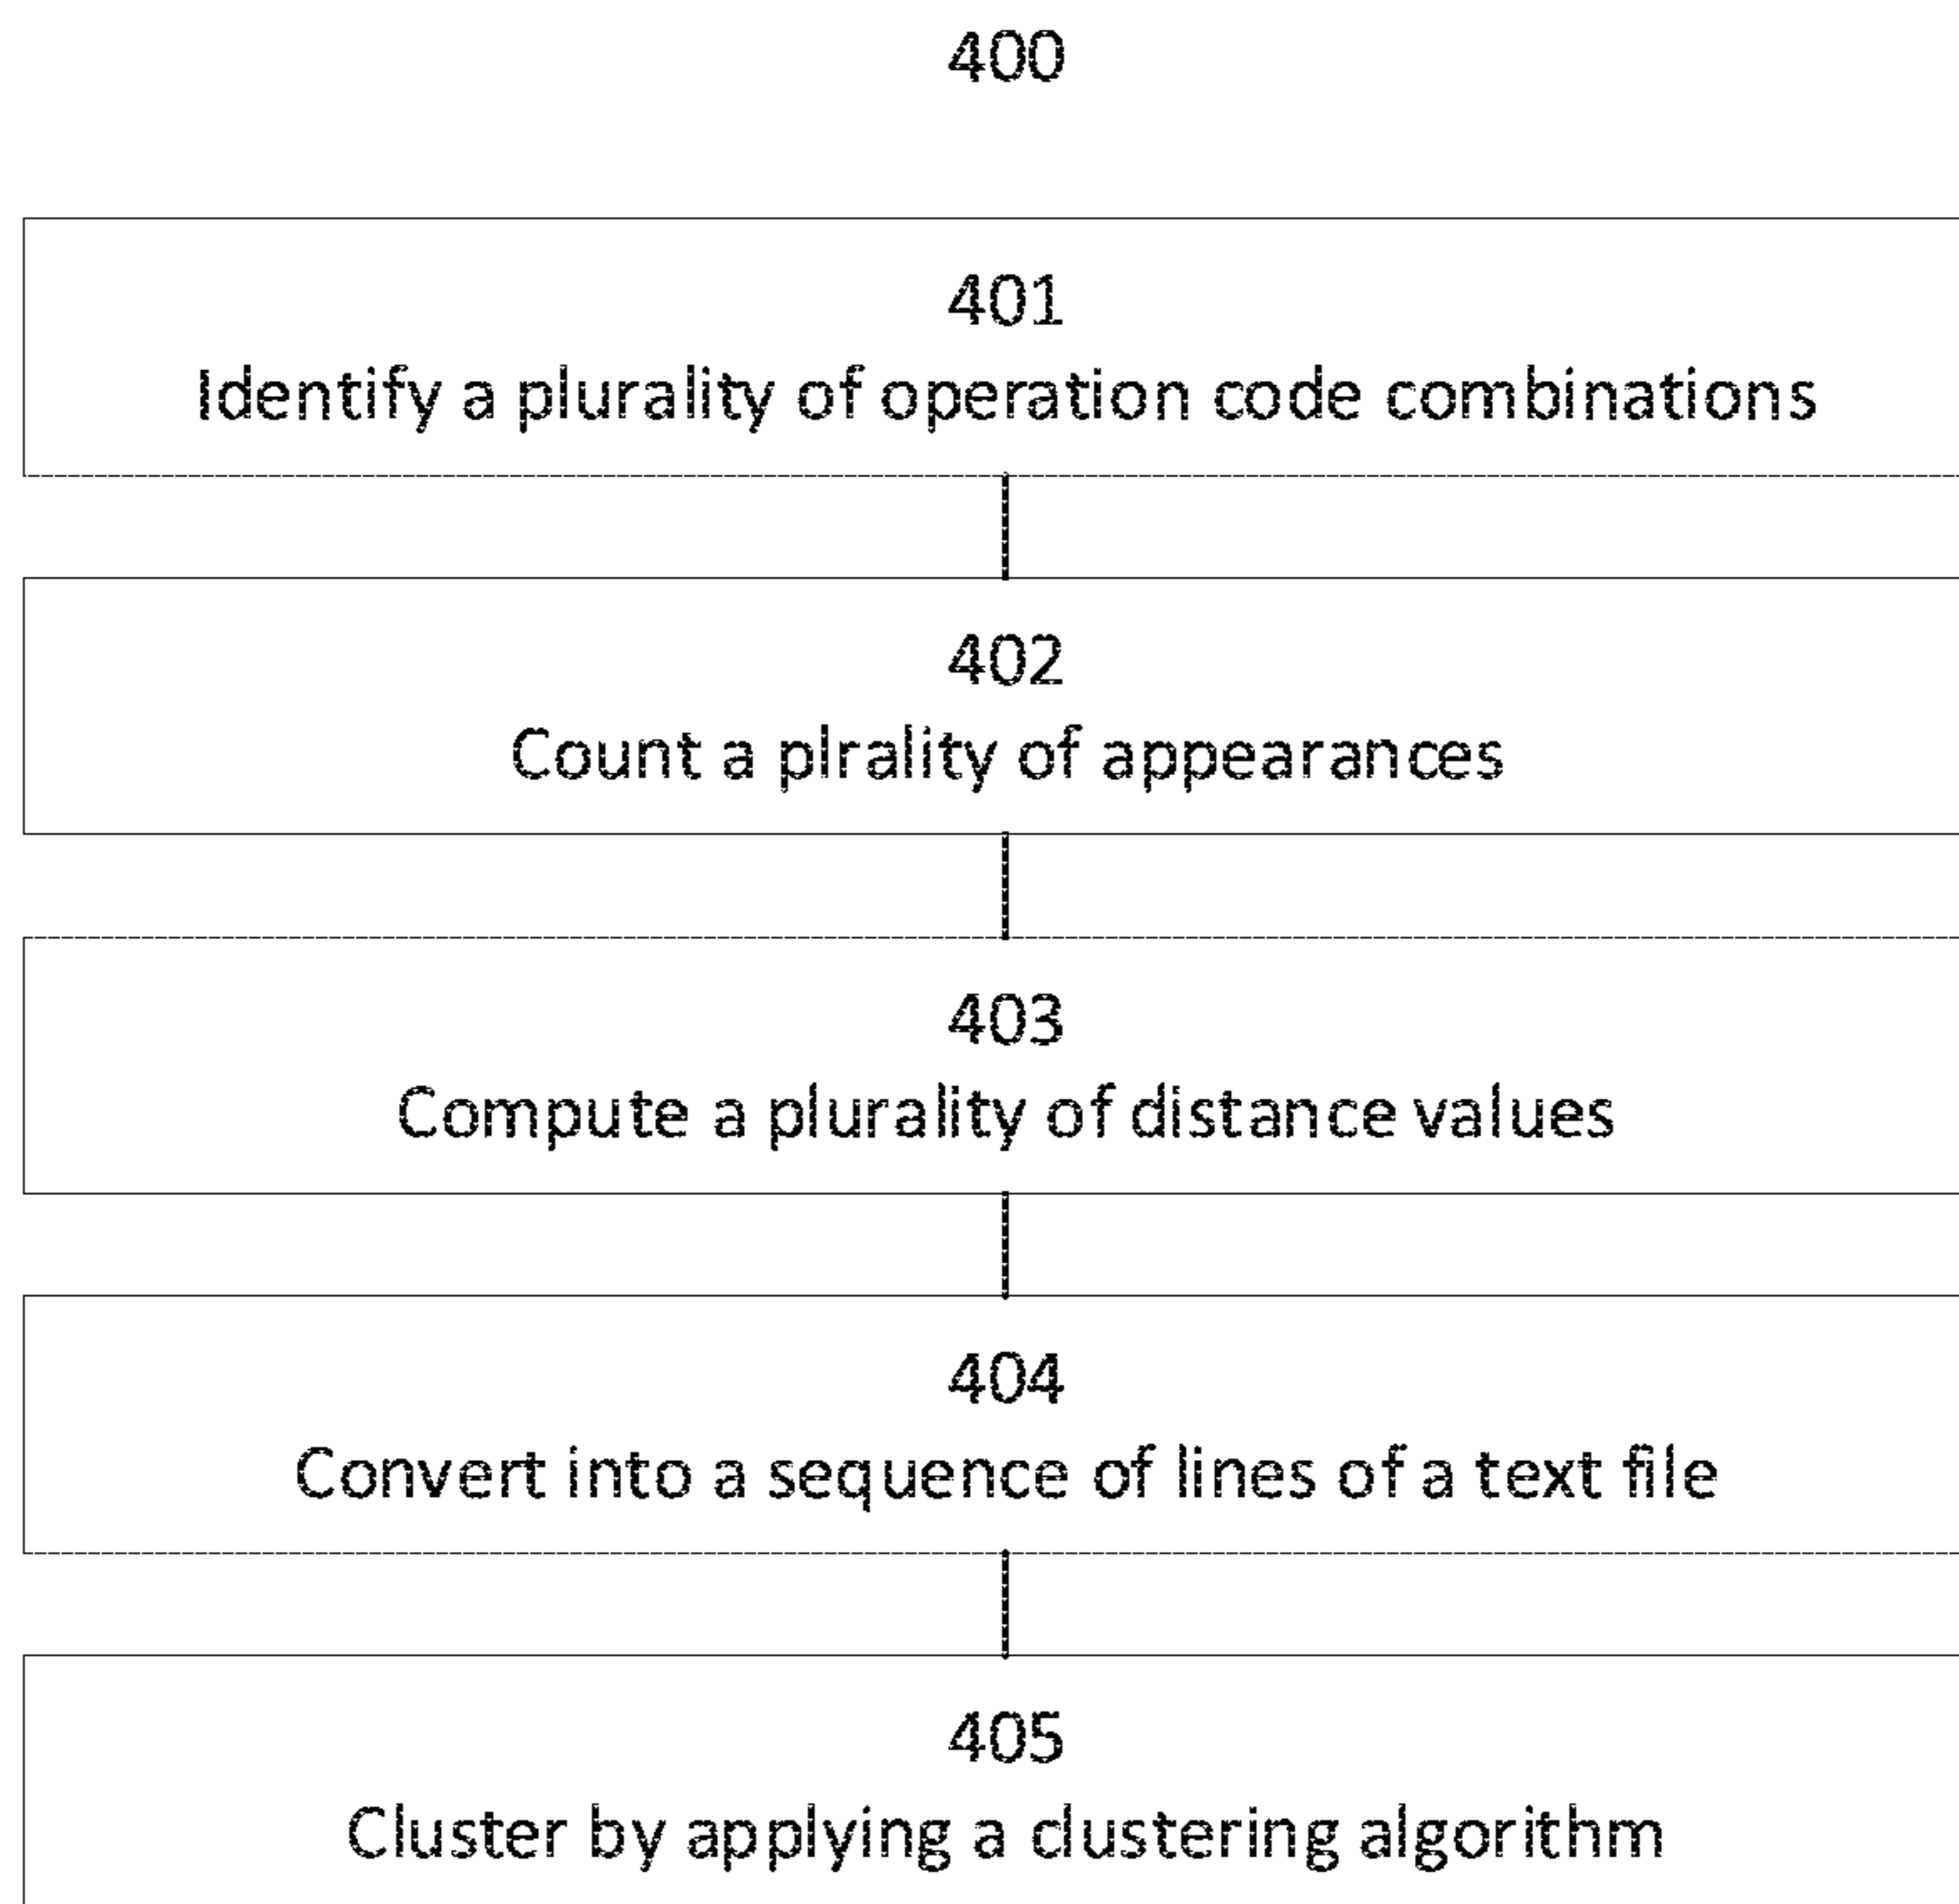 400
401
Identify a plurality of operation code combinations
402
Count a plrality of appearances
403
Compute a plurality of distance values
404
Convert into a sequence of lines of a text file
405
Cluster by applying a clustering algorithm